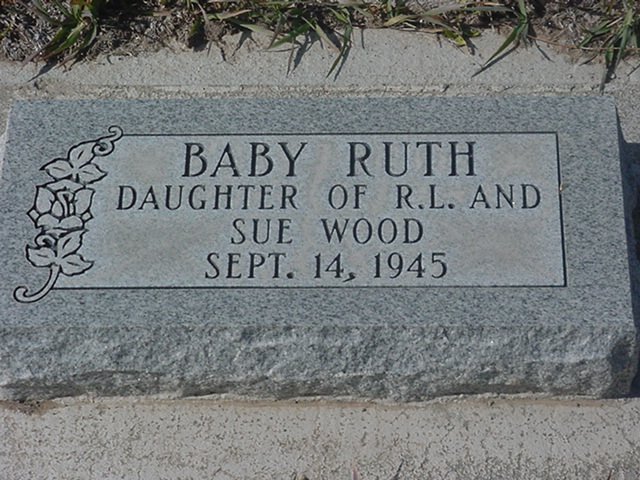 BABY RUTH
DAUGHTER OF R.L. AND
SUE WOOD
SEPT. 14, 1945